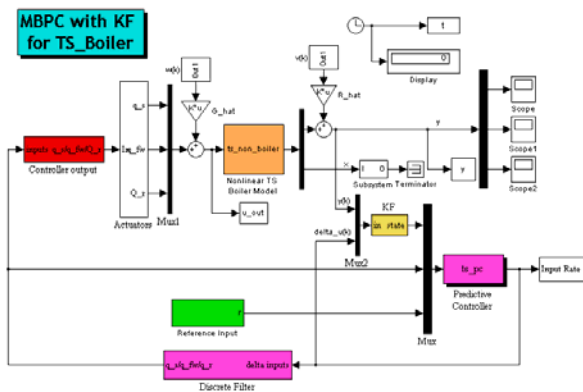 MBPC with KF
for TS_Boiler
t
Display
w(k)
Out1
v(k)
Out1
K*u
G_hat
K*u
R_hat
q_s
inputs q_s/q_fw/Q_r
Controller output
Q_r
Actuators
Mux1
ts_non_boiler
Nonlinear TS
Boiler Model
u_out
y
x
I O
Subsystem
Terminator
y
Scope
Scope1
Scope2
y(k)
delta_u(k)
KF
in state
Mux2
ts_pc
Predictive
Controller
Input Rate
r
Reference Input
Mux
q_s/q_fw/q_r
delta inputs
Discrete Filter